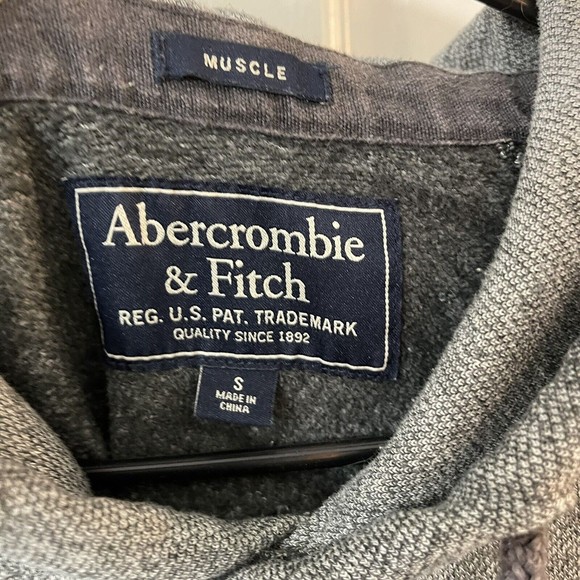 MUSCLE
Abercrombie
& Fitch
REG. U.S. PAT. TRADEMARK
QUALITY SINCE 1892
S
MADE IN
CHINA